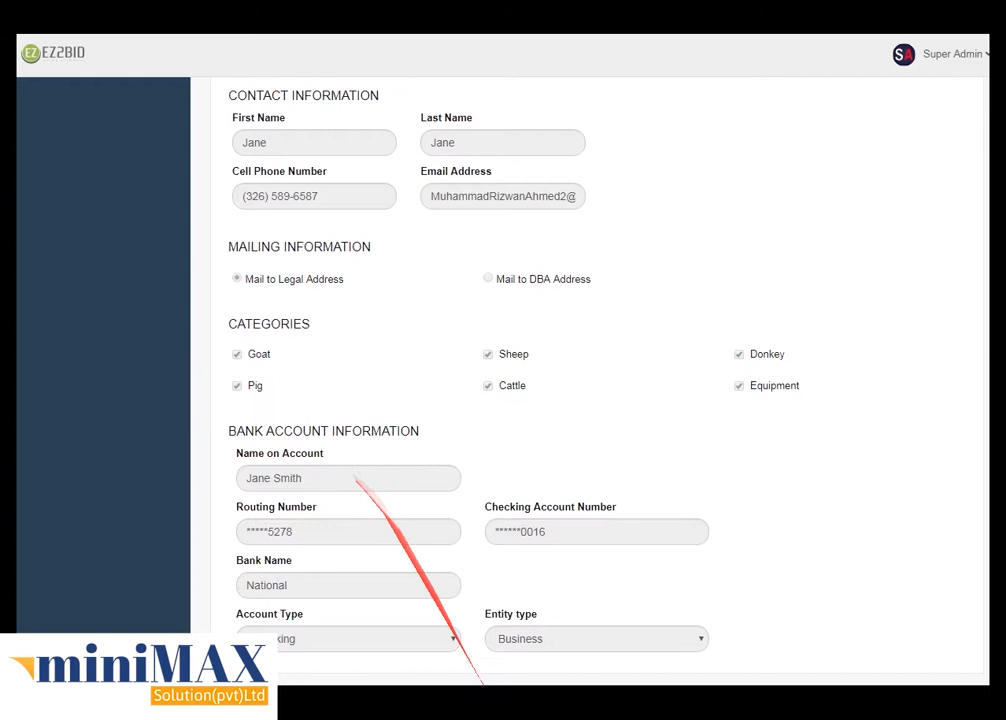 EZ EZ2BID
SA Super Admin
CONTACT INFORMATION
First Name Last Name
Jane Jane
Cell Phone Number Email Address
(326) 589-6587 MuhammadRizwanAhmed2@
MAILING INFORMATION
Mail to Legal Address Mail to DBA Address
CATEGORIES
Goat Sheep Donkey
Pig Cattle Equipment
BANK ACCOUNT INFORMATION
Name on Account
Jane Smith
Routing Number Checking Account Number
*****5278 ******0016
Bank Name
National
Account Type Entity type
king Business
miniMAX
Solution(pvt)Ltd